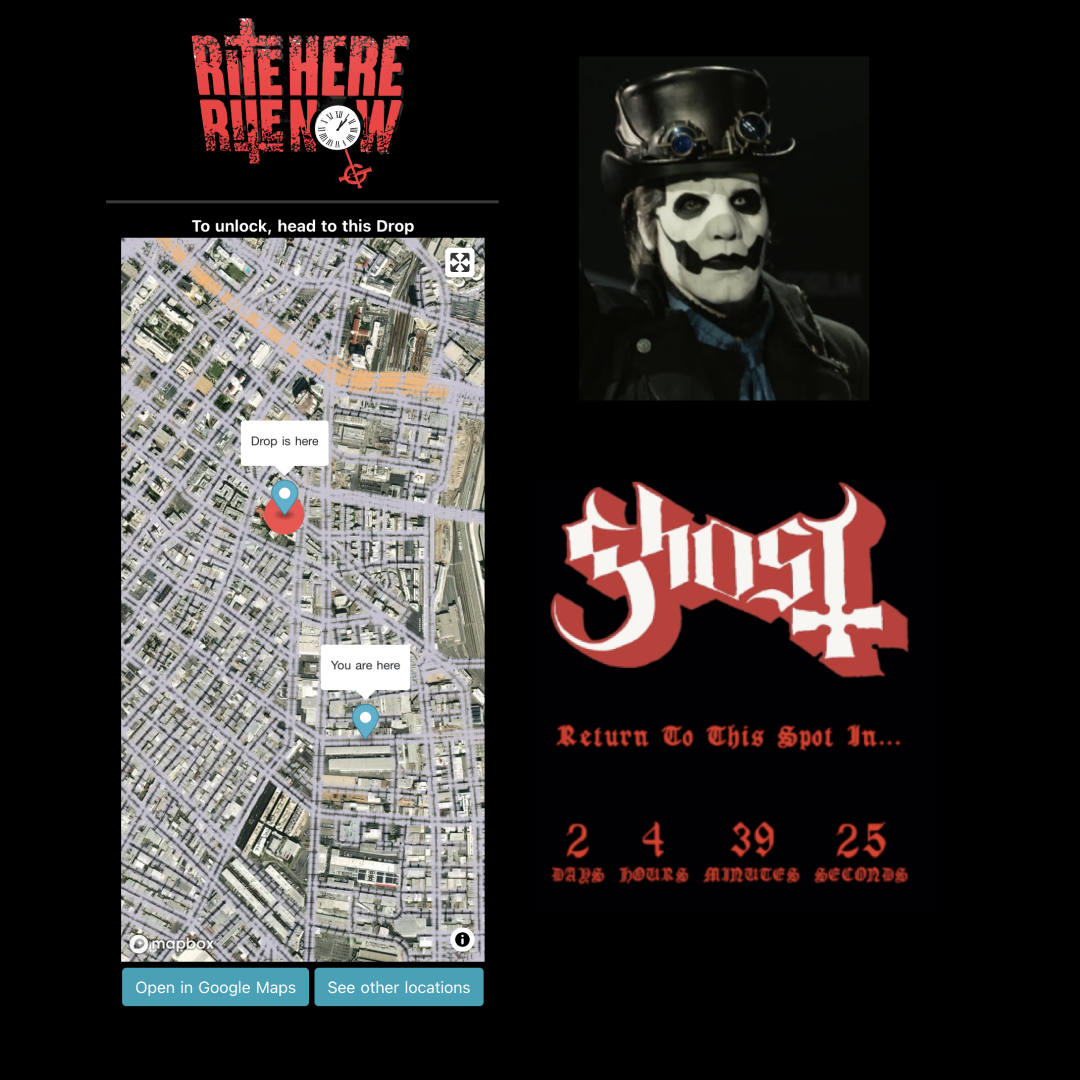 RITE HERE
RITE NOW
To unlock, head to this Drop
Drop is here
You are here
mapbox
Open in Google Maps
See other locations
Ghost
Return To This Spot In...
2 4 39 25
DAYS HOURS MINUTES SECONDS